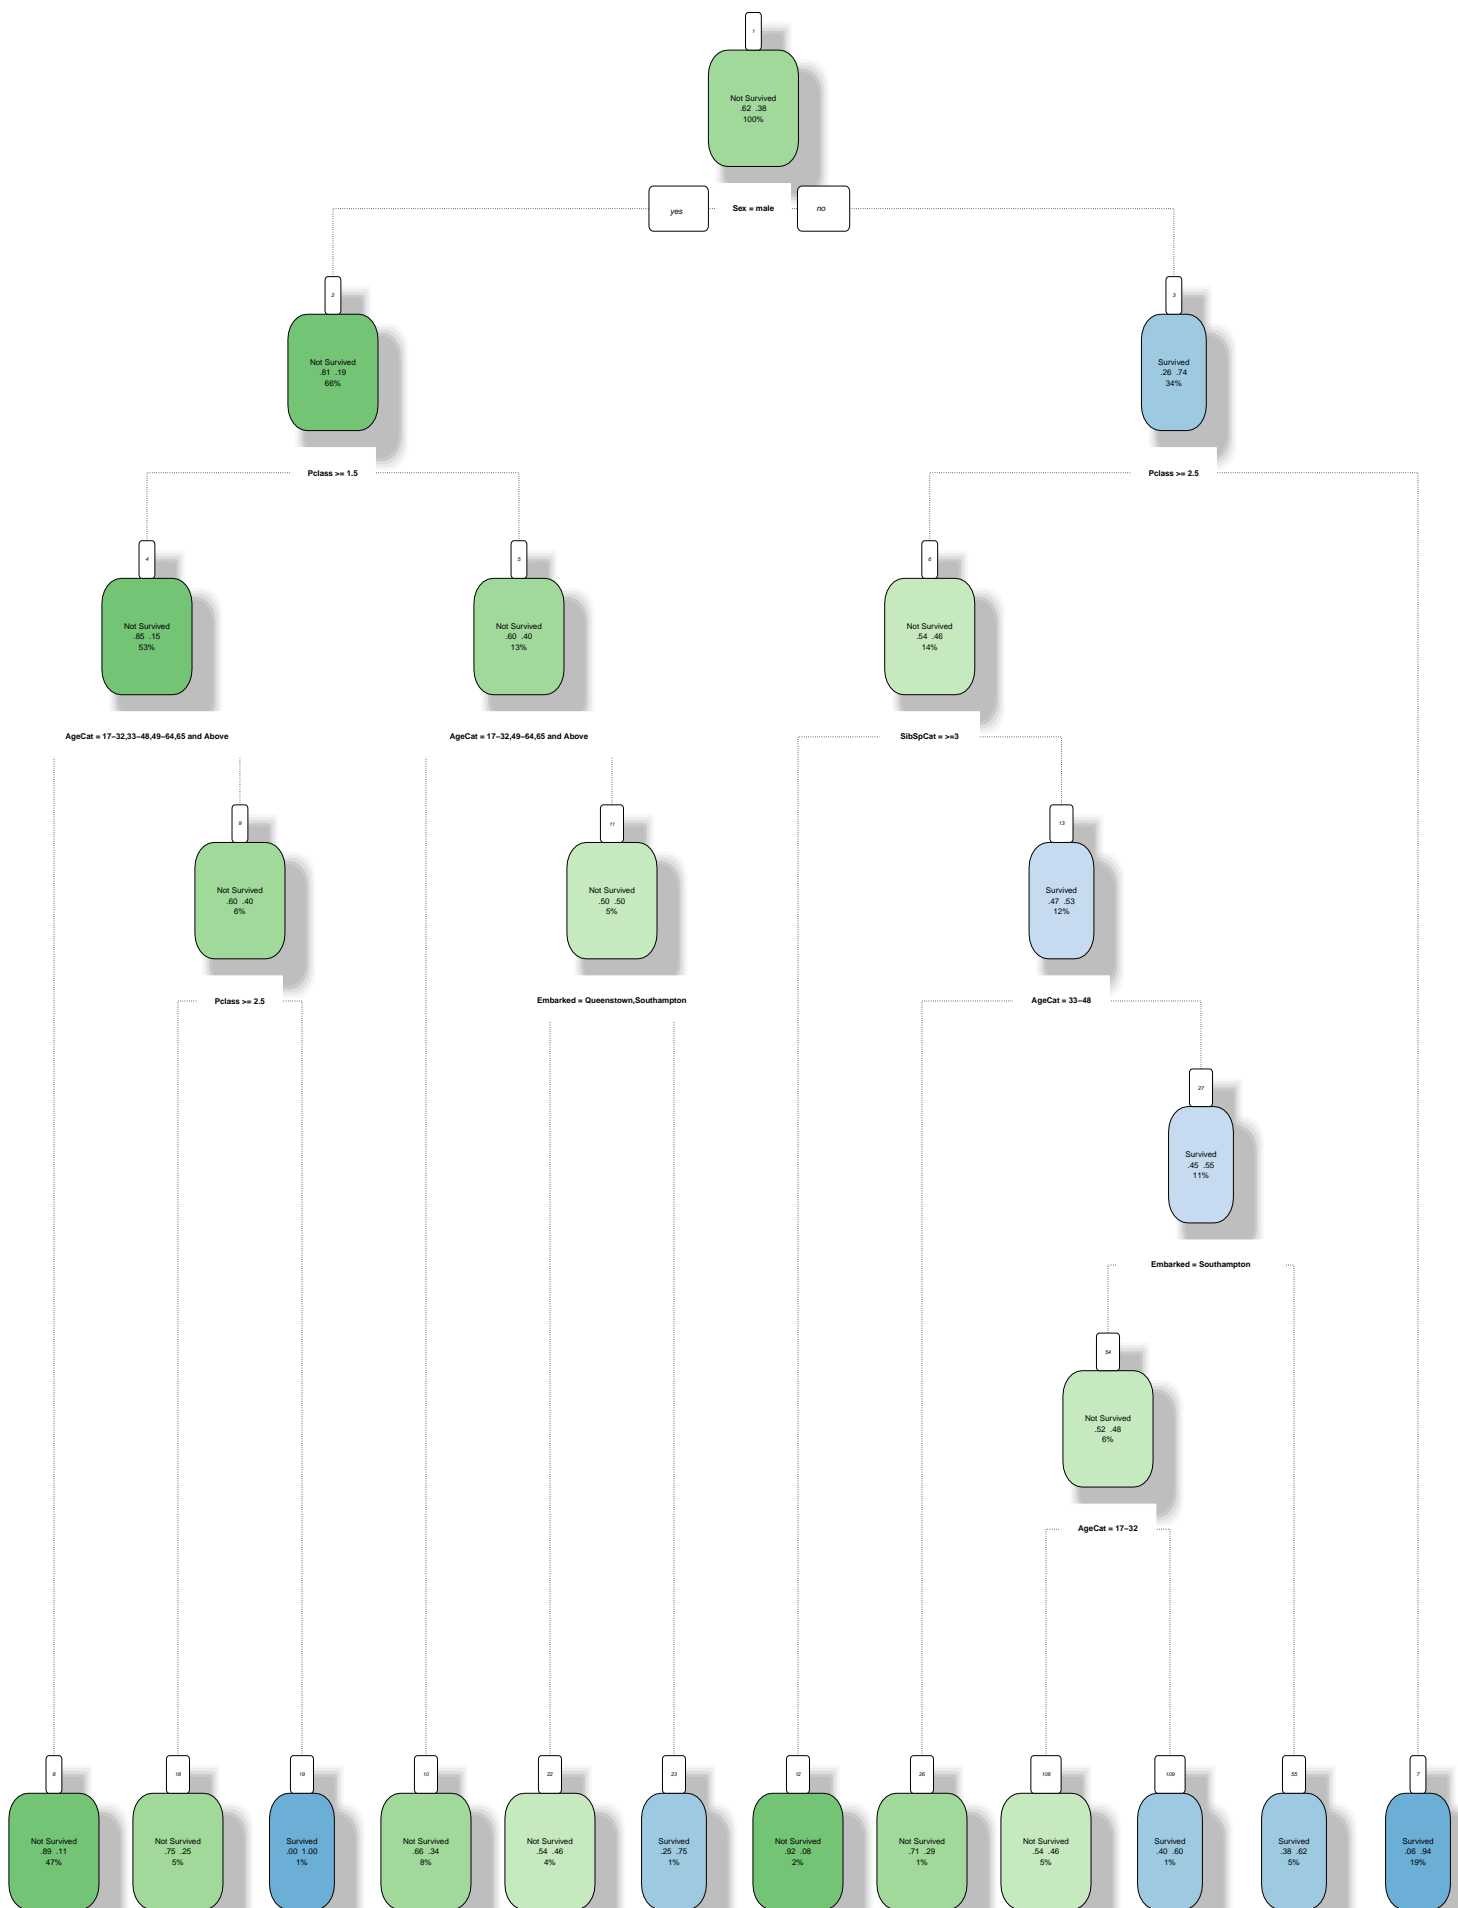 1
Not Survived
.62 .38
100%
yes
Sex = male
no
2
3
Not Survived
.81 .19
66%
Survived
.26 .74
34%
Pclass >= 1.5
Pclass >= 2.5
4
5
6
Not Survived
.85 .15
53%
Not Survived
.60 .40
13%
Not Survived
.54 .46
14%
AgeCat = 17–32,33–48,49–64,65 and Above
AgeCat = 17–32,49–64,65 and Above
SibSpCat = >=3
9
11
13
Not Survived
.60 .40
6%
Not Survived
.50 .50
5%
Survived
.47 .53
12%
Pclass >= 2.5
Embarked = Queenstown,Southampton
AgeCat = 33–48
27
Survived
.45 .55
11%
Embarked = Southampton
54
Not Survived
.52 .48
6%
AgeCat = 17–32
8
18
19
10
22
23
12
26
108
109
55
7
Not Survived
.89 .11
47%
Not Survived
.75 .25
5%
Survived
.00 1.00
1%
Not Survived
.66 .34
8%
Not Survived
.54 .46
4%
Survived
.25 .75
1%
Not Survived
.92 .08
2%
Not Survived
.71 .29
1%
Not Survived
.54 .46
5%
Survived
.40 .60
1%
Survived
.38 .62
5%
Survived
.06 .94
19%